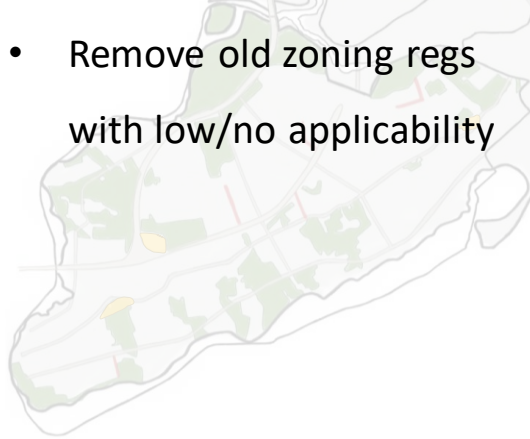 • Remove old zoning regs
with low/no applicability